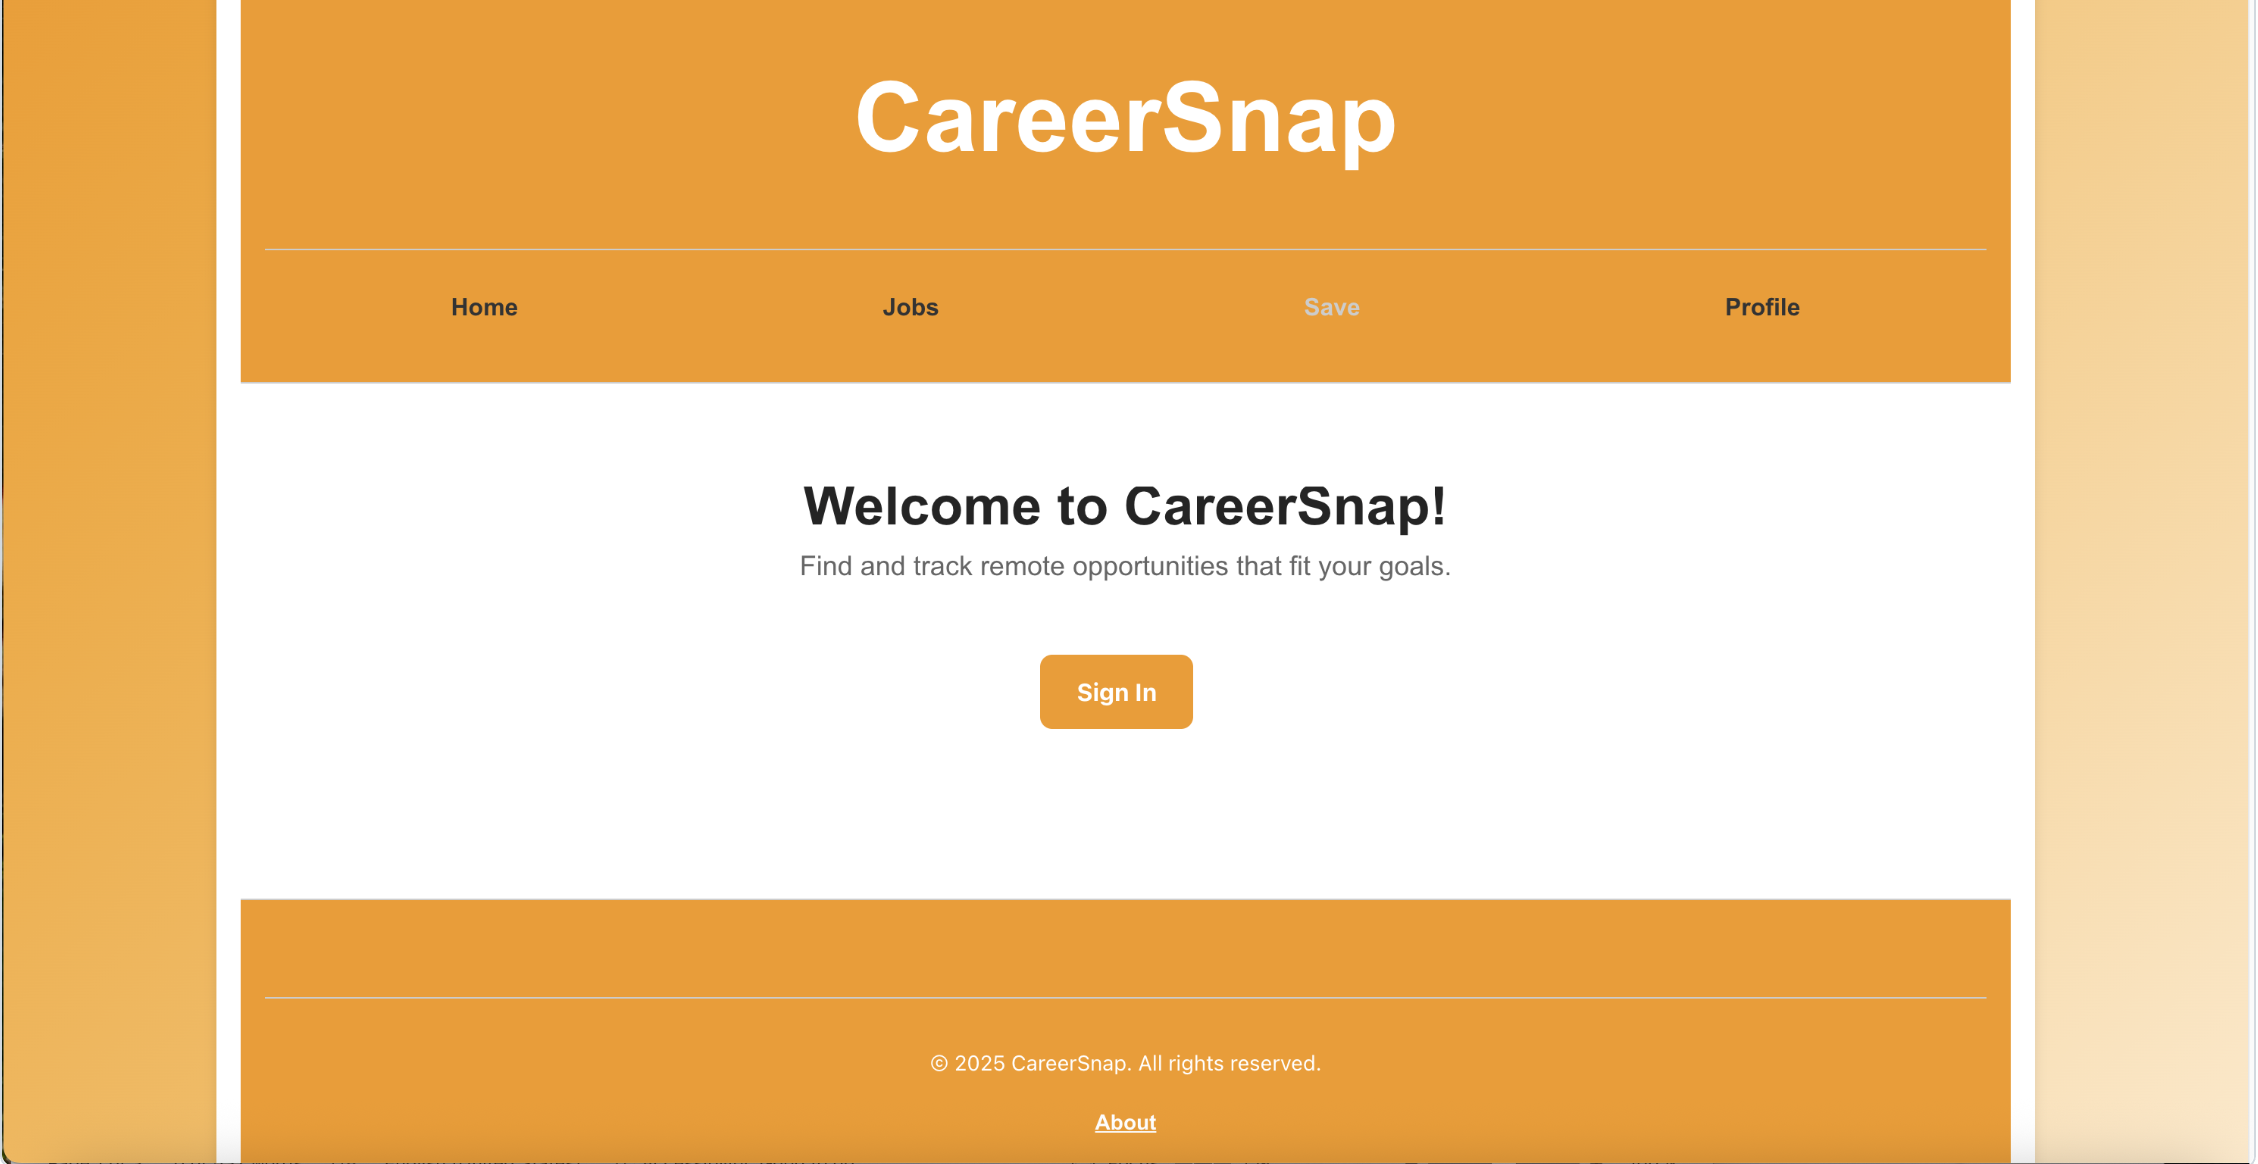 CareerSnap
Home Jobs Save Profile
Welcome to CareerSnap!
Find and track remote opportunities that fit your goals.
Sign In
© 2025 CareerSnap. All rights reserved.
About